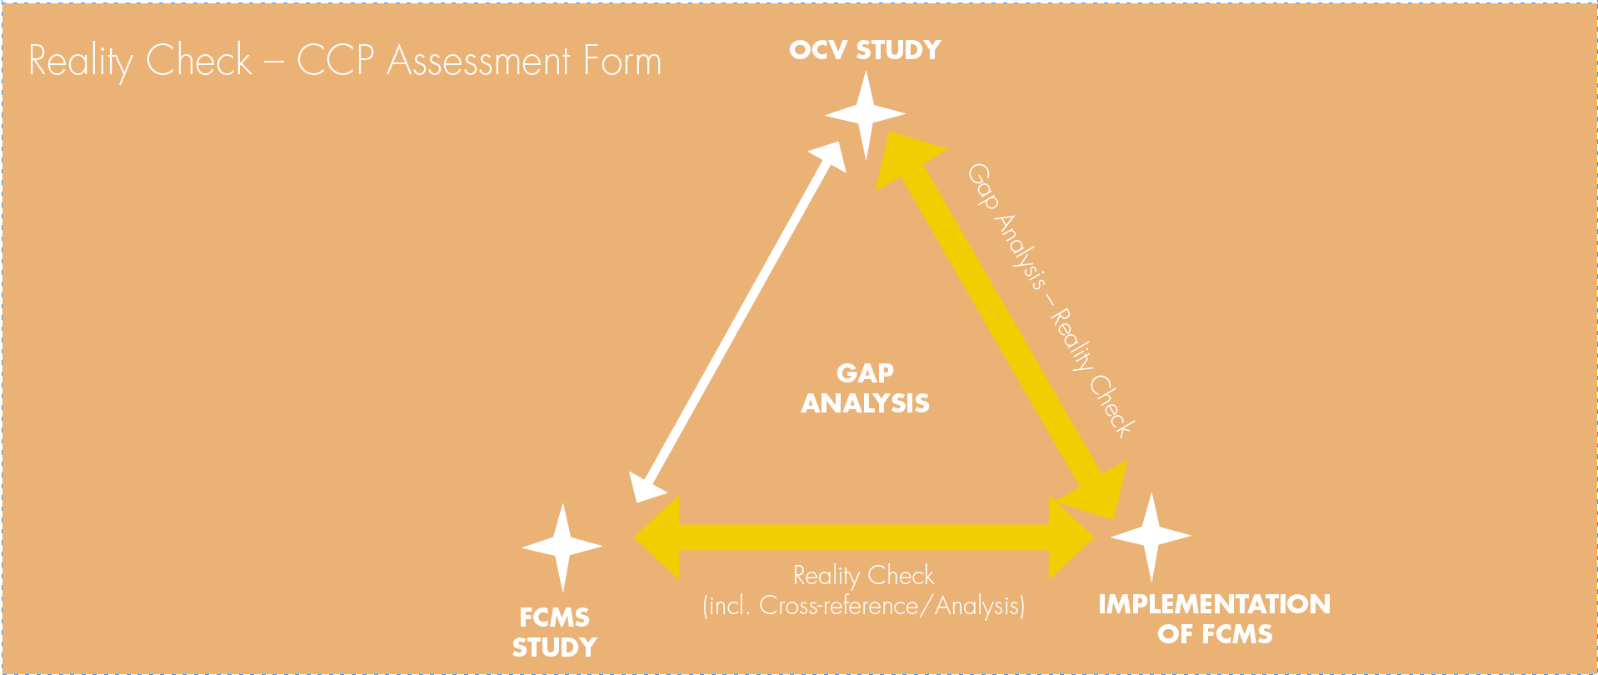 Reality Check – CCP Assessment Form
OCV STUDY
Gap Analysis – Reality Check
GAP
ANALYSIS
Reality Check
(incl. Cross-reference/Analysis)
FCMS
STUDY
IMPLEMENTATION
OF FCMS